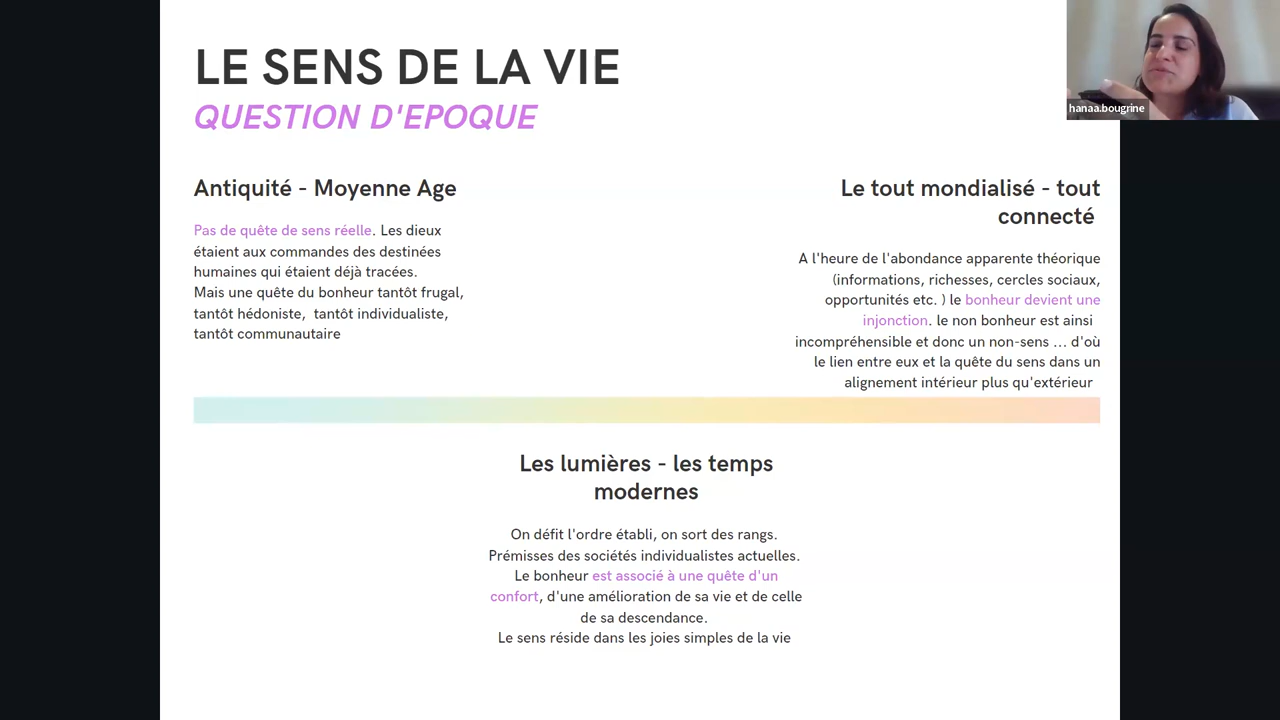 LE SENS DE LA VIE
QUESTION D'EPOQUE
hanaa.bougrine
Antiquité - Moyenne Age
Pas de quête de sens réelle. Les dieux
étaient aux commandes des destinées
humaines qui étaient déjà tracées.
Mais une quête du bonheur tantôt frugal,
tantôt hédoniste, tantôt individualiste,
tantôt communautaire
Le tout mondialisé - tout
connecté
A l'heure de l'abondance apparente théorique
(informations, richesses, cercles sociaux,
opportunités etc. ) le bonheur devient une
injonction. le non bonheur est ainsi
incompréhensible et donc un non-sens ... d'où
le lien entre eux et la quête du sens dans un
alignement intérieur plus qu'extérieur
Les lumières - les temps
modernes
On défit l'ordre établi, on sort des rangs.
Prémisses des sociétés individualistes actuelles.
Le bonheur est associé à une quête d'un
confort, d'une amélioration de sa vie et de celle
de sa descendance.
Le sens réside dans les joies simples de la vie